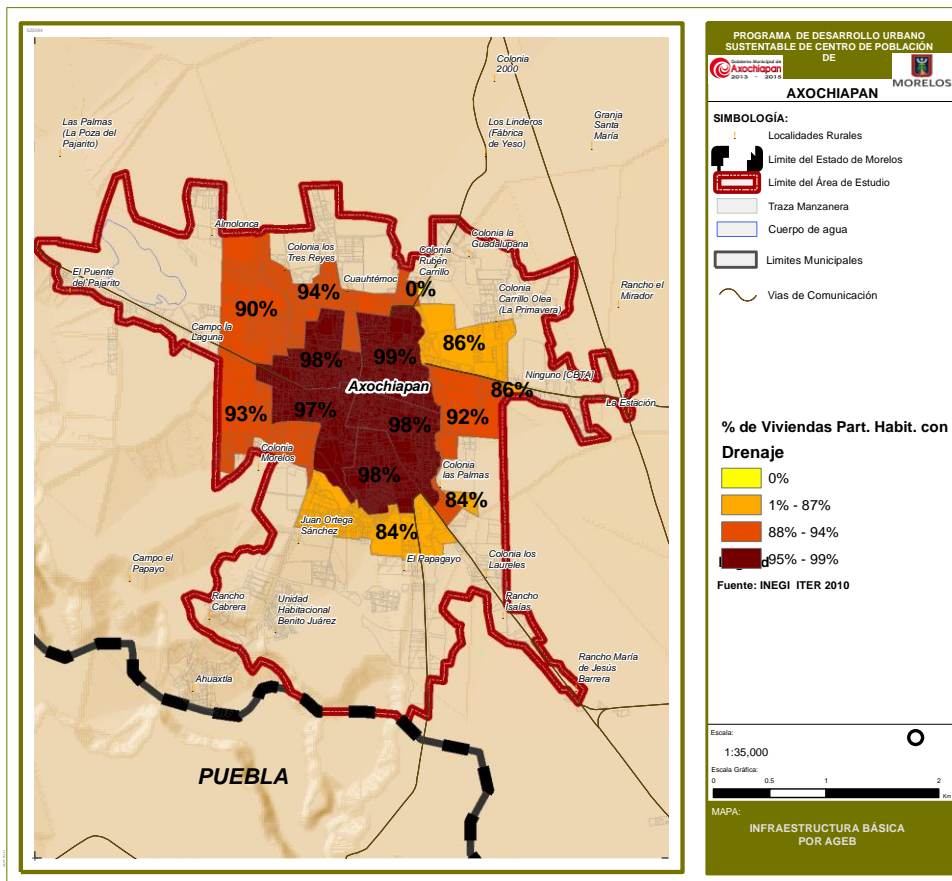 Colonia
2000
Las Palmas
(La Poza del
Pajarito)
Los Linderos
(Fábrica
de Yeso)
Granja
Santa
María
Almolonca
Colonia los
Tres Reyes
Colonia la
Guadalupana
Colonia
Rubén
Carrillo
Cuauhtémoc
El Puente
del Pajarito
Colonia
Carrillo Olea
(La Primavera)
Rancho el
Mirador
94%
0%
90%
86%
Campo la
Laguna
98%
99%
Ninguno [CBTA]
Axochiapan
86%
La Estación
93%
97%
98%
92%
Colonia
Morelos
98%
Colonia
las Palmas
84%
Juan Ortega
Sánchez
84%
El Papagayo
Colonia los
Laureles
Campo el
Papayo
Rancho
Cabrera
Unidad
Habitacional
Benito Juárez
Rancho
Isaías
Rancho María
de Jesús
Barrera
Ahuaxtla
PUEBLA
PROGRAMA DE DESARROLLO URBANO
SUSTENTABLE DE CENTRO DE POBLACIÓN
DE
Gobierno Municipal de
Axochiapan
2013 - 2015
MORELOS
AXOCHIAPAN
SIMBOLOGÍA:
Localidades Rurales
Límite del Estado de Morelos
Límite del Área de Estudio
Traza Manzanera
Cuerpo de agua
Limites Municipales
Vias de Comunicación
% de Viviendas Part. Habit. con
Drenaje
0%
1% - 87%
88% - 94%
95% - 99%
Fuente: INEGI ITER 2010
Escala:
1:35,000
Escala Gráfica:
0 0.5 1 2
Km
MAPA:
INFRAESTRUCTURA BÁSICA
POR AGEB